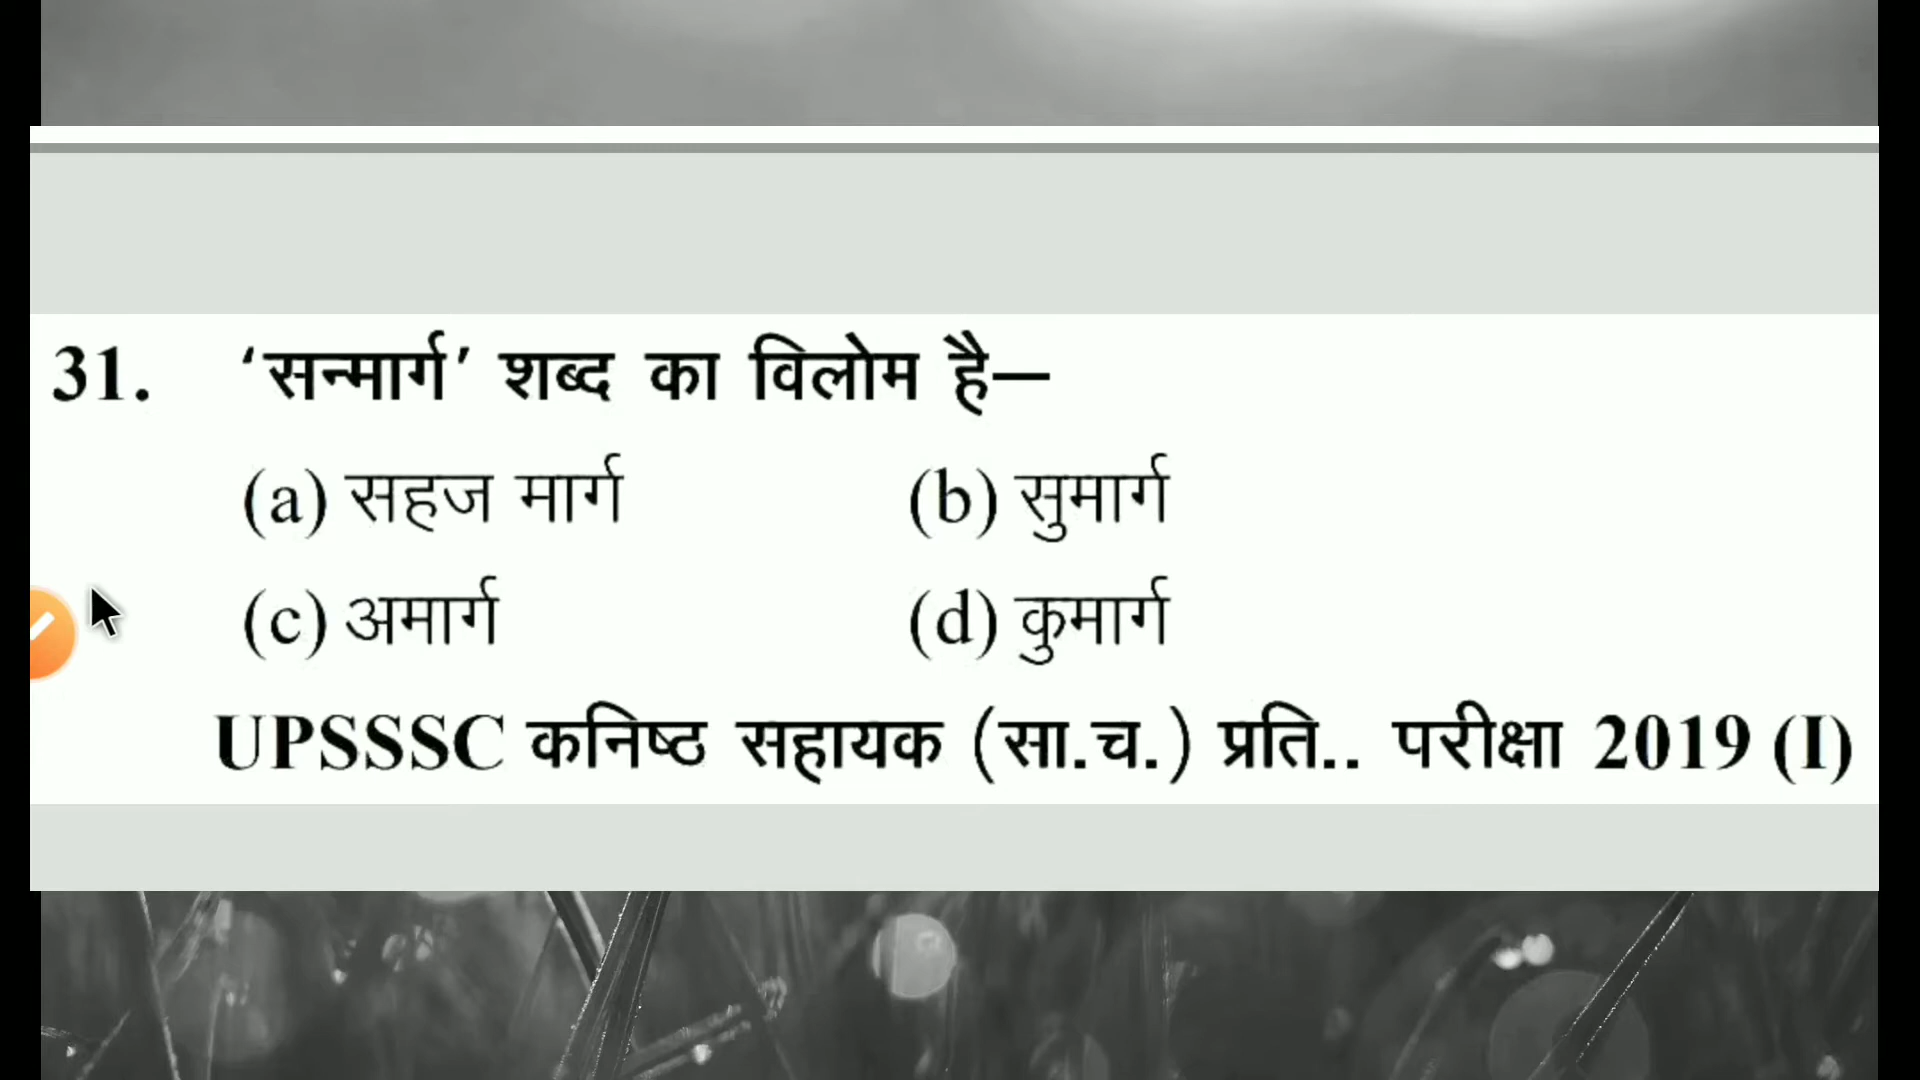 31. ‘सन्मार्ग’ शब्द का विलोम है—
(a) सहज मार्ग (b) सुमार्ग
(c) अमार्ग (d) कुमार्ग
UPSSSC कनिष्ठ सहायक (सा.च.) प्रति.. परीक्षा 2019 (I)